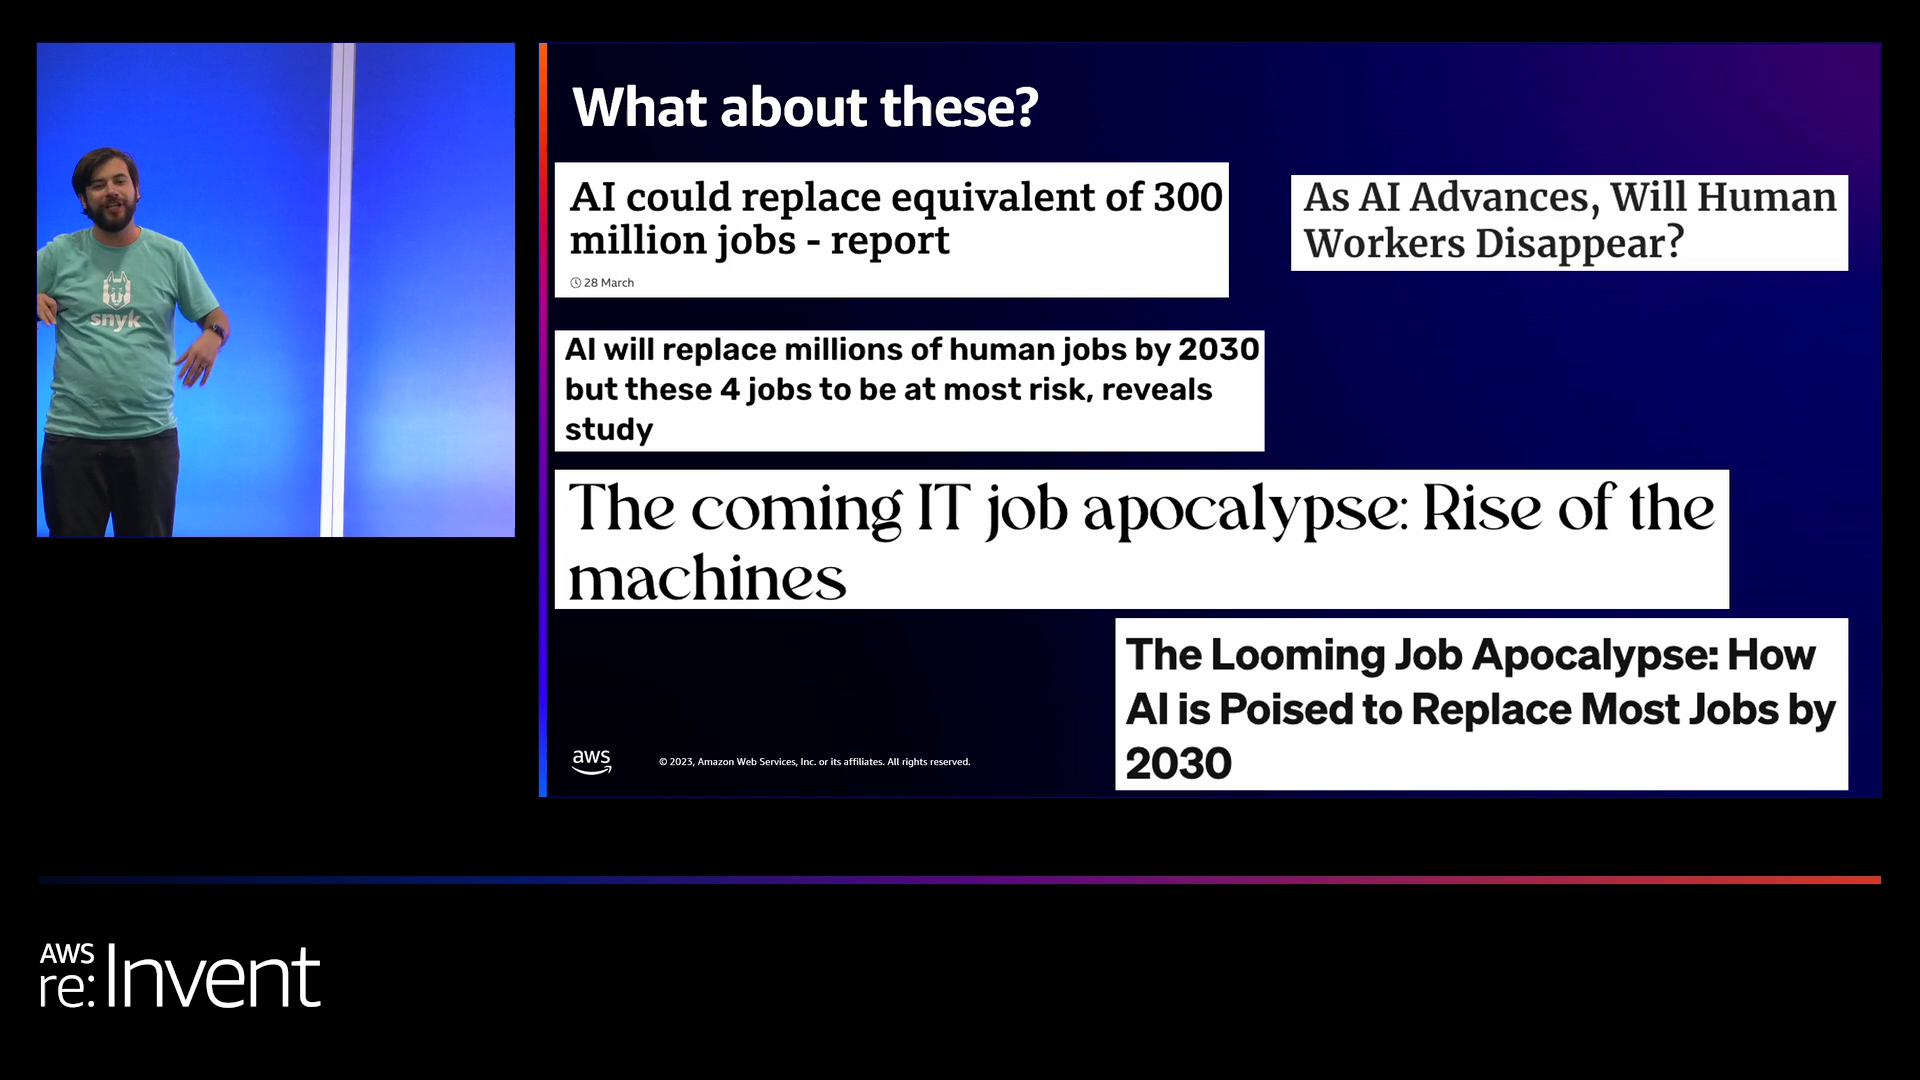 snyk
What about these?
AI could replace equivalent of 300
million jobs - report
28 March
As AI Advances, Will Human
Workers Disappear?
AI will replace millions of human jobs by 2030
but these 4 jobs to be at most risk, reveals
study
The coming IT job apocalypse: Rise of the
machines
The Looming Job Apocalypse: How
AI is Poised to Replace Most Jobs by
2030
aws
© 2023, Amazon Web Services, Inc. or its affiliates. All rights reserved.
AWS
re:Invent